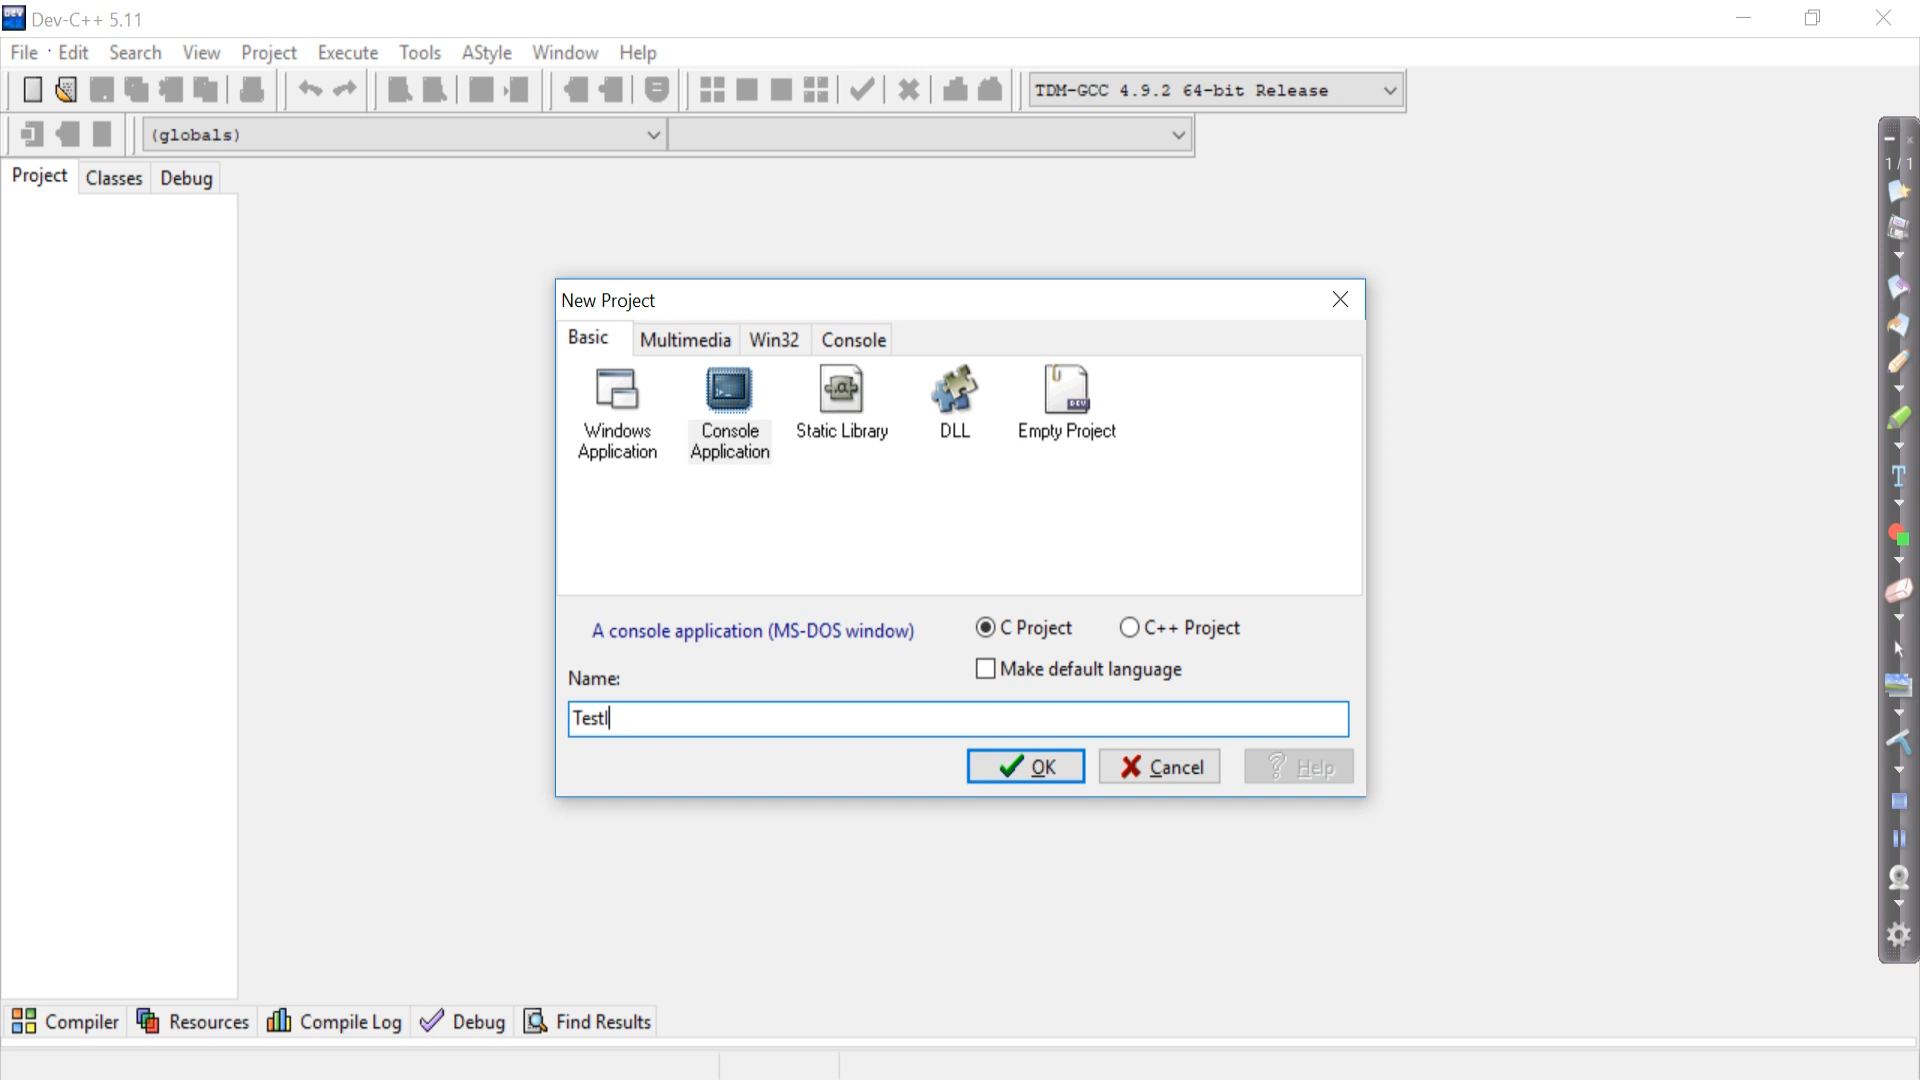 Dev-C++ 5.11
File Edit Search View Project Execute Tools AStyle Window Help
TDM-GCC 4.9.2 64-bit Release
(globals)
Project Classes Debug
1/1
New Project
Basic Multimedia Win32 Console
Windows Application
Console Application
Static Library
DLL
Empty Project
A console application (MS-DOS window)
C Project C++ Project
Make default language
Name:
Testl
OK Cancel Help
Compiler Resources Compile Log Debug Find Results